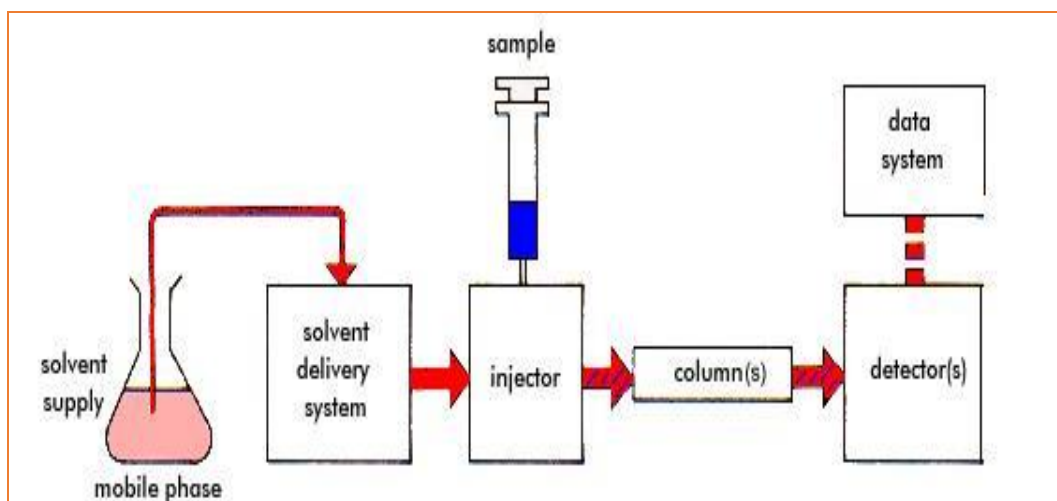 sample
data
system
solvent
supply
mobile phase
solvent
delivery
system
injector
column(s)
detector(s)